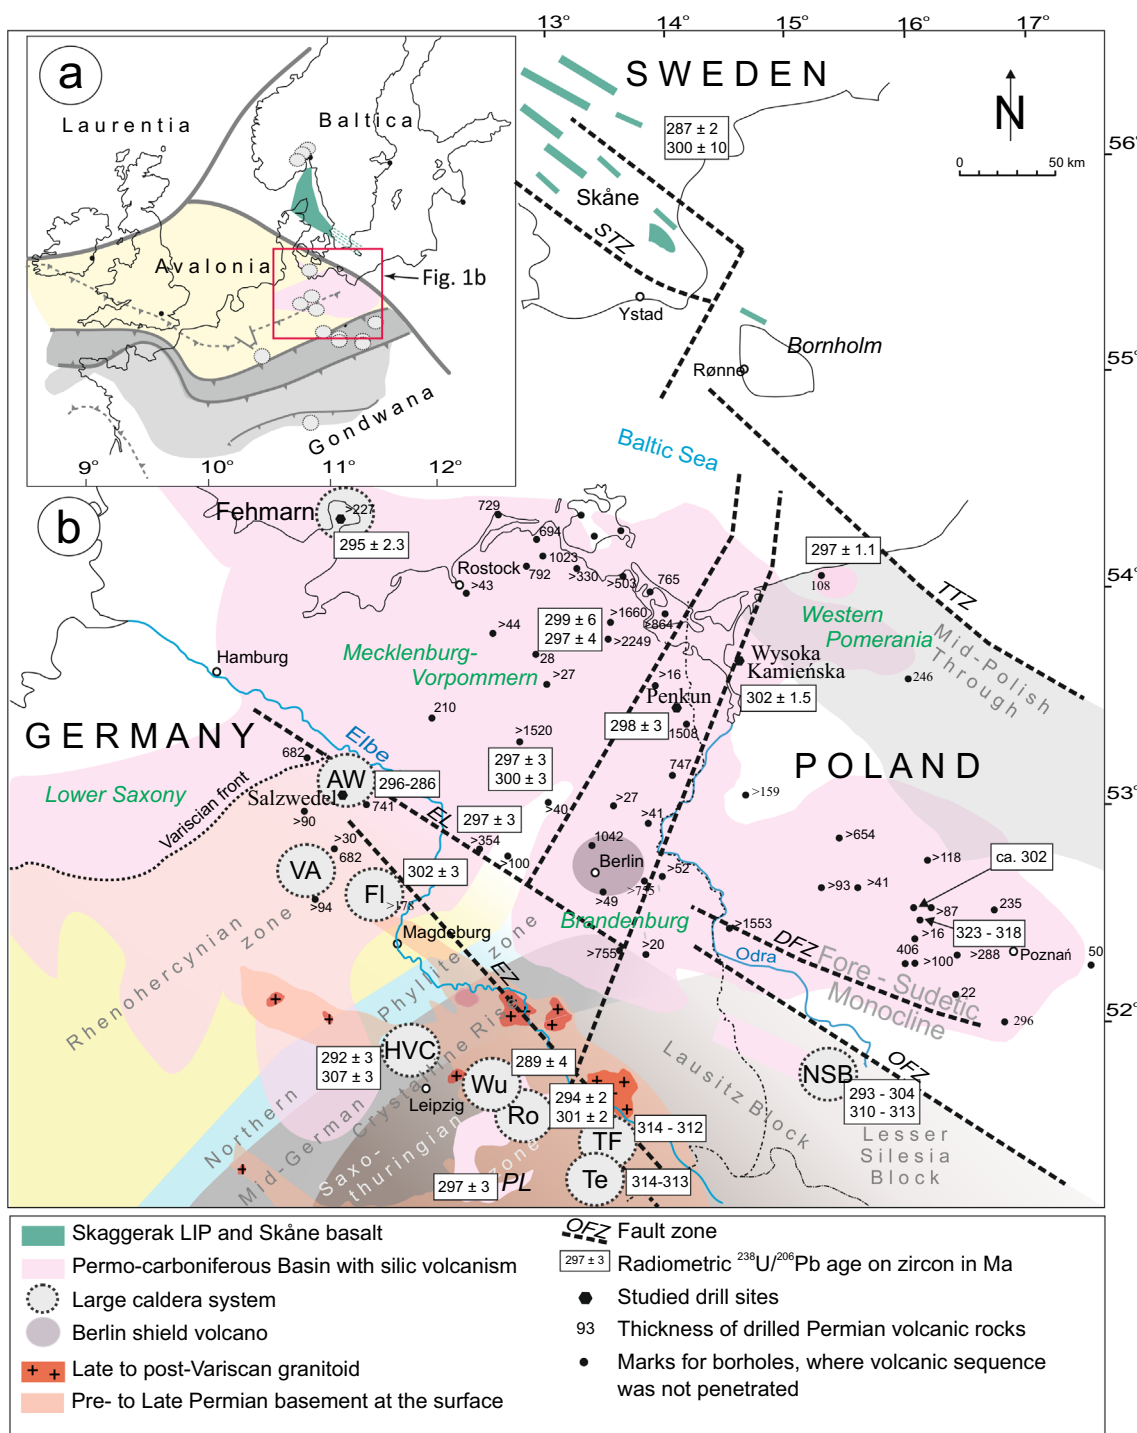 13°
14°
15°
16°
17°
a
Laurentia
Baltica
Avalonia
Fig. 1b
Gondwana
SWEDEN
N
0 50 km
287 ± 2
300 ± 10
56°
Skåne
STZ
Ystad
Bornholm
Rønne
55°
Baltic Sea
9°
10°
11°
12°
b
Fehmarn
>227
295 ± 2.3
729
694
1023
Rostock
792
>330
>503
765
>43
297 ± 1.1
108
54°
TTZ
>44
299 ± 6
297 ± 4
>1660
>864
>2249
Western
Pomerania
Mid-Polish
Through
Hamburg
Mecklenburg-
Vorpommern
28
>27
>16
Wysoka
Kamieńska
246
Penkun
302 ± 1.5
210
298 ± 3
1508
GERMANY
Elbe
>1520
682
297 ± 3
300 ± 3
747
POLAND
AW
296-286
Lower Saxony
Variscan front
Salzwedel
741
>90
EL
>40
>27
>159
53°
297 ± 3
>41
>30
682
>354
>100
1042
Berlin
>654
>118
ca. 302
VA
Fl
302 ± 3
>178
>94
>52
>755
>49
>93
>41
Brandenburg
>87
235
>1553
323 - 318
Magdeburg
>755
>20
>16
406
>100
>288
Poznań
50
DFZ
Odra
Fore - Sudetic
Monocline
22
296
52°
Rhenohercynian
zone
Phyllite zone
EZ
HVC
292 ± 3
307 ± 3
Leipzig
Wu
289 ± 4
Ro
294 ± 2
301 ± 2
TF
314 - 312
Te
314-313
Lausitz Block
NSB
OFZ
293 - 304
310 - 313
Lesser
Silesia
Block
Northern
Mid-German Crystalline Rise
Saxo-
thuringian
zone
297 ± 3
PL
Skaggerak LIP and Skåne basalt
Permo-carboniferous Basin with silic volcanism
Large caldera system
Berlin shield volcano
Late to post-Variscan granitoid
Pre- to Late Permian basement at the surface
OFZ Fault zone
297 ± 3 Radiometric ²³⁸U/²⁰⁶Pb age on zircon in Ma
Studied drill sites
93 Thickness of drilled Permian volcanic rocks
Marks for borholes, where volcanic sequence
was not penetrated